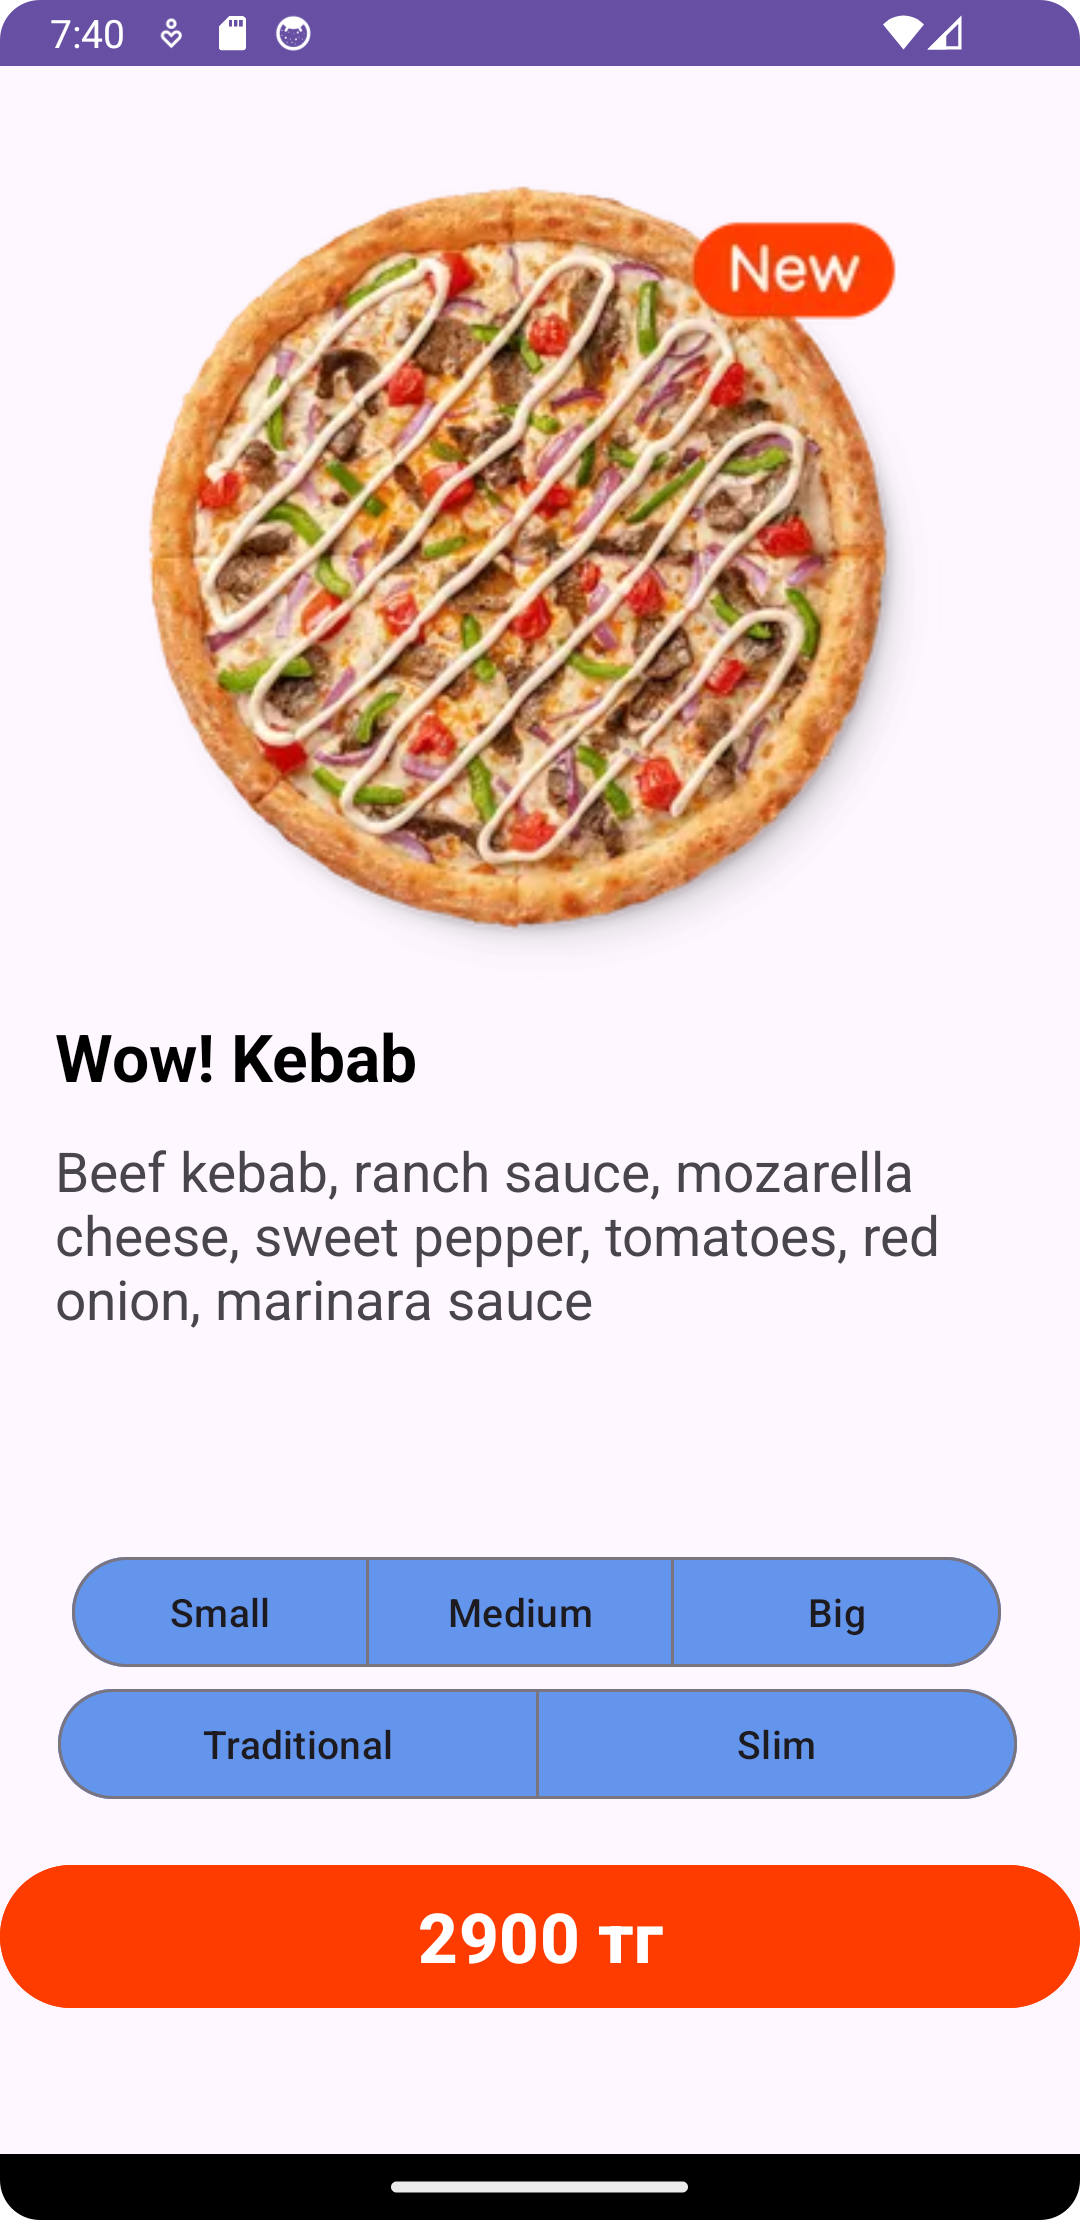 7:40
New
Wow! Kebab
Beef kebab, ranch sauce, mozarella
cheese, sweet pepper, tomatoes, red
onion, marinara sauce
Small Medium Big
Traditional Slim
2900 тг